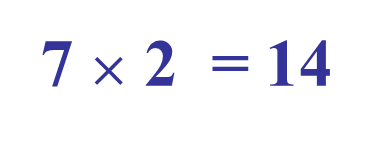 7 × 2 = 14